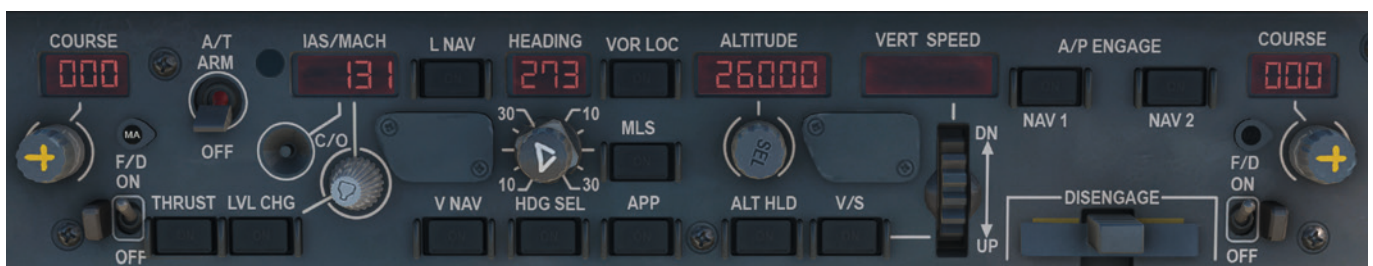 COURSE A/T IAS/MACH L NAV HEADING VOR LOC ALTITUDE VERT SPEED A/P ENGAGE COURSE
000 ARM 131 273 26000 000
30 10
MA C/O MLS SEL DN NAV 1 NAV 2
F/D OFF F/D
ON 10 30 DISENGAGE ON
THRUST LVL CHG V NAV HDG SEL APP ALT HLD V/S
OFF UP OFF